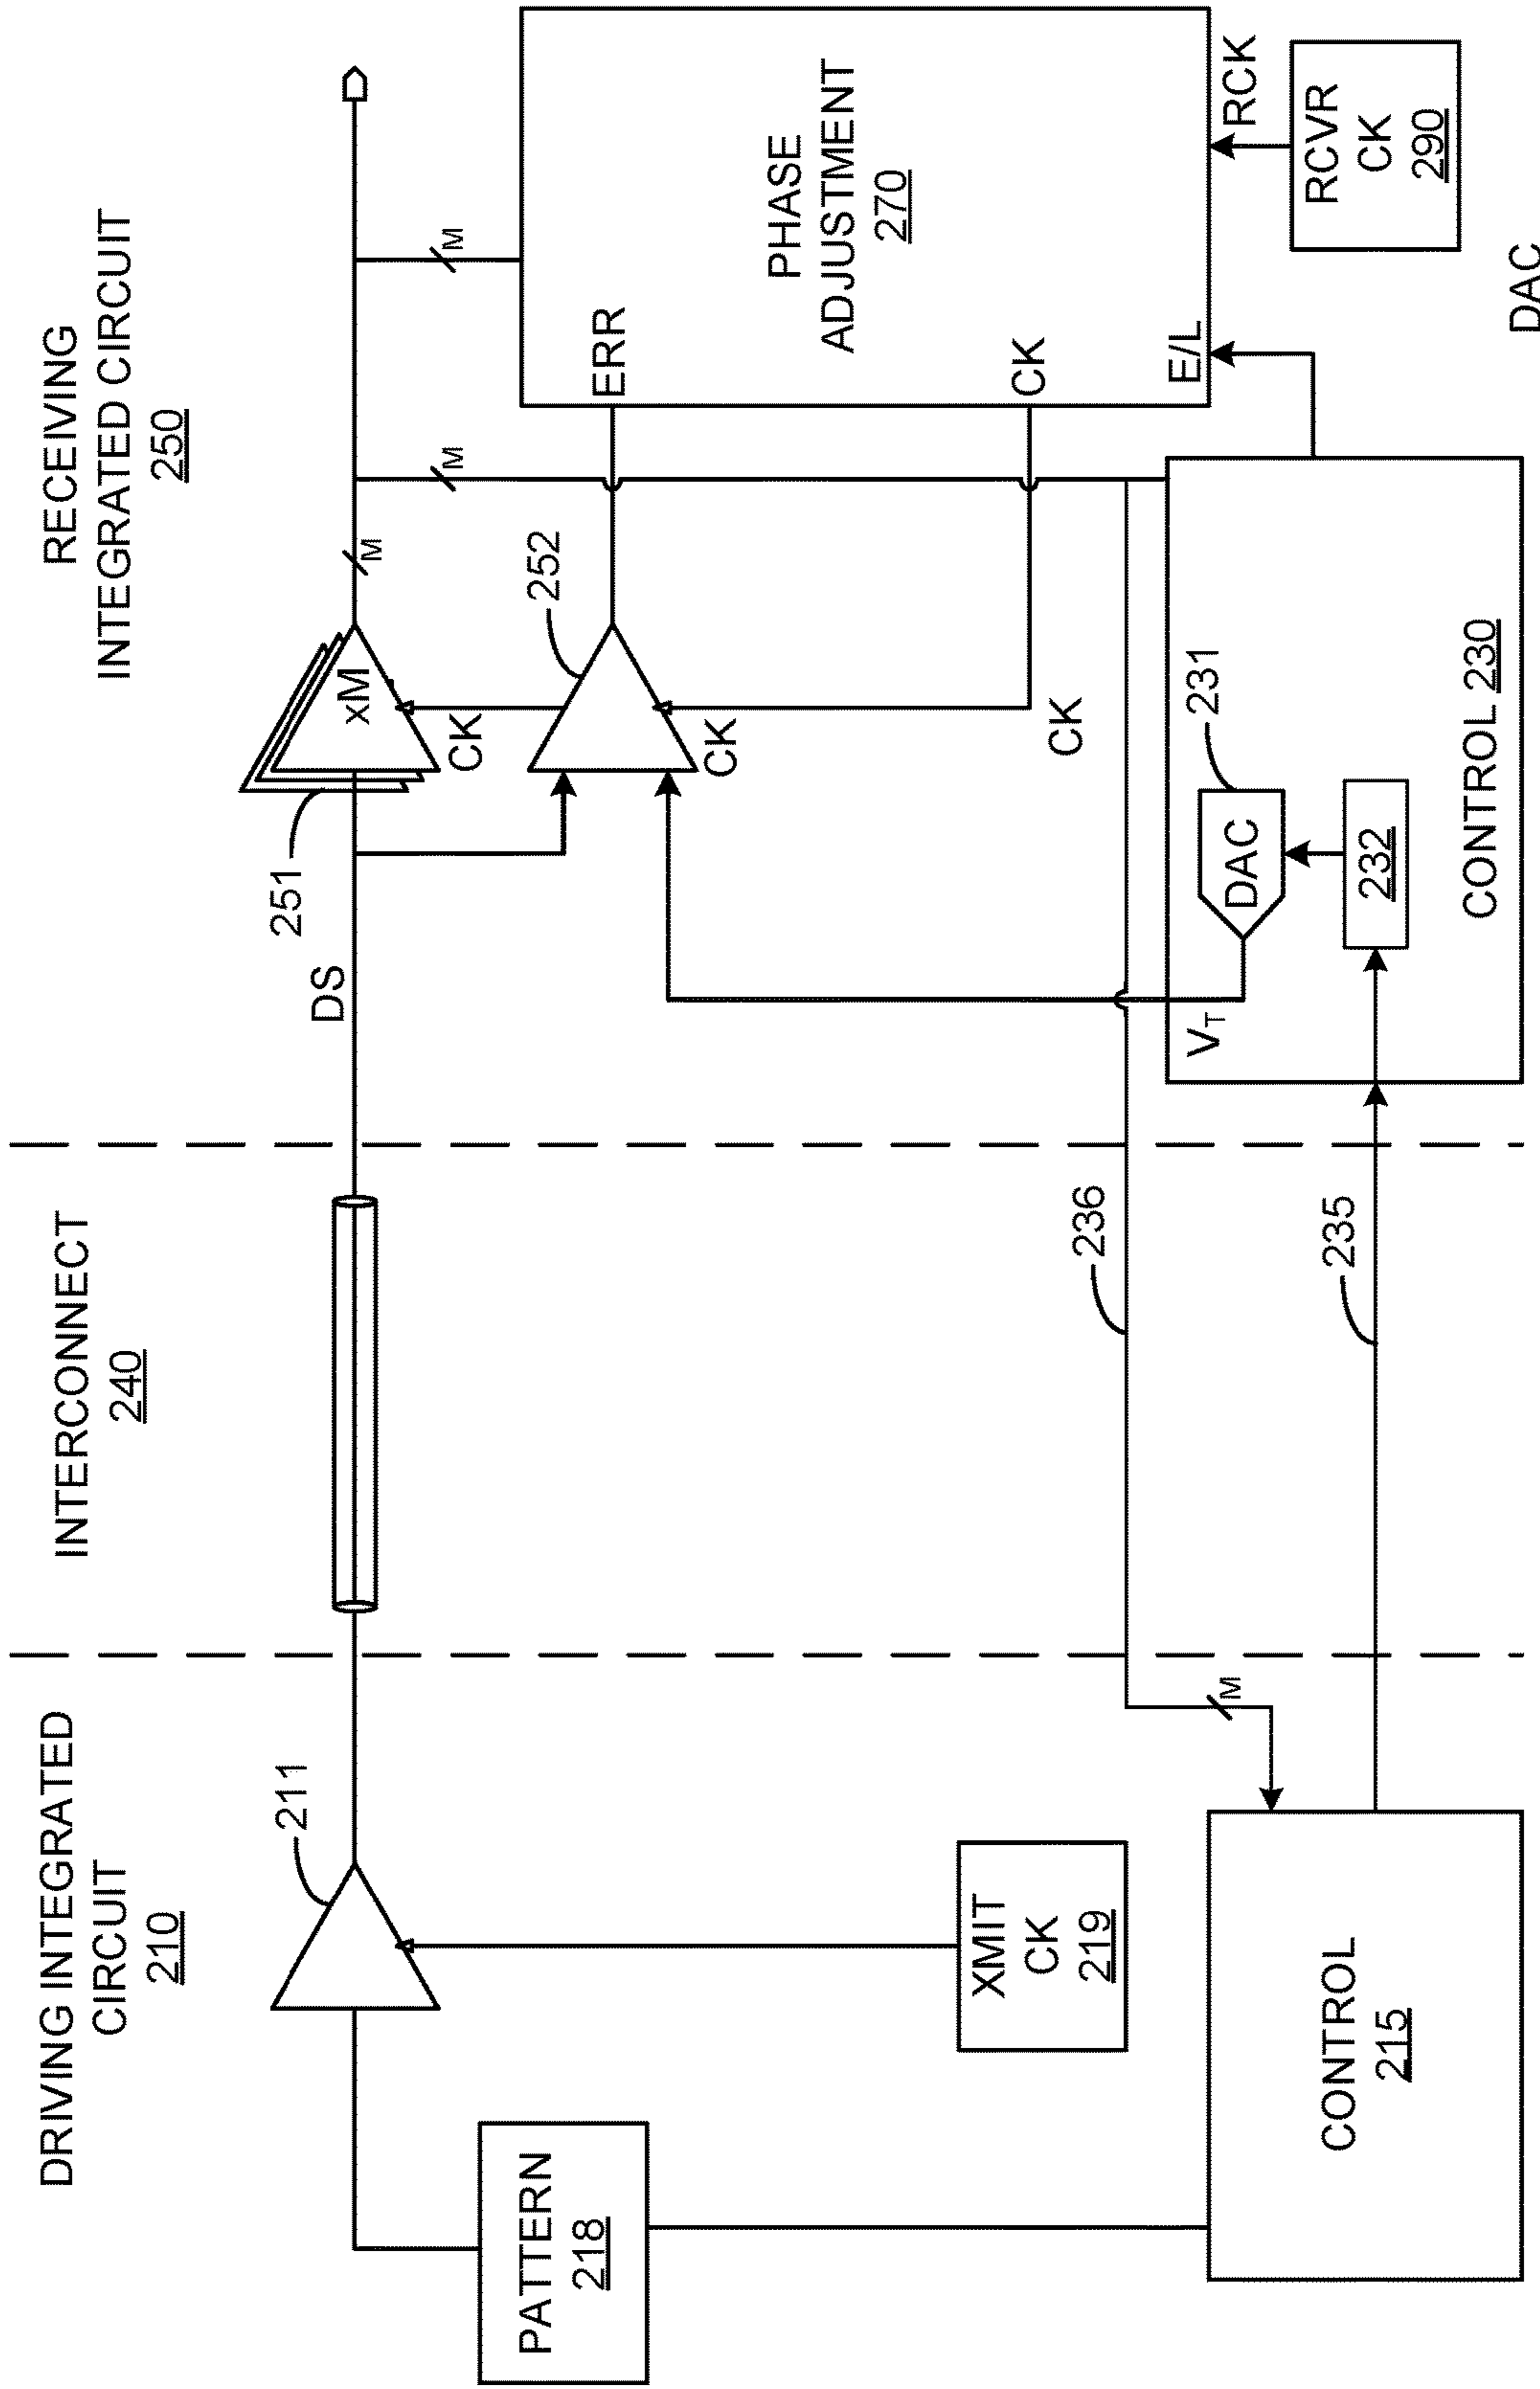 DRIVING INTEGRATED
CIRCUIT
210
INTERCONNECT
240
RECEIVING
INTEGRATED CIRCUIT
250
211
DS
251
xM
CK
M
M
M
252
CK
ERR
PATTERN
218
PHASE
ADJUSTMENT
270
CK
CK
E/L
RCK
XMIT
CK
219
236
M
VT
DAC
231
232
CONTROL 230
RCVR
CK
290
CONTROL
215
235
DAC